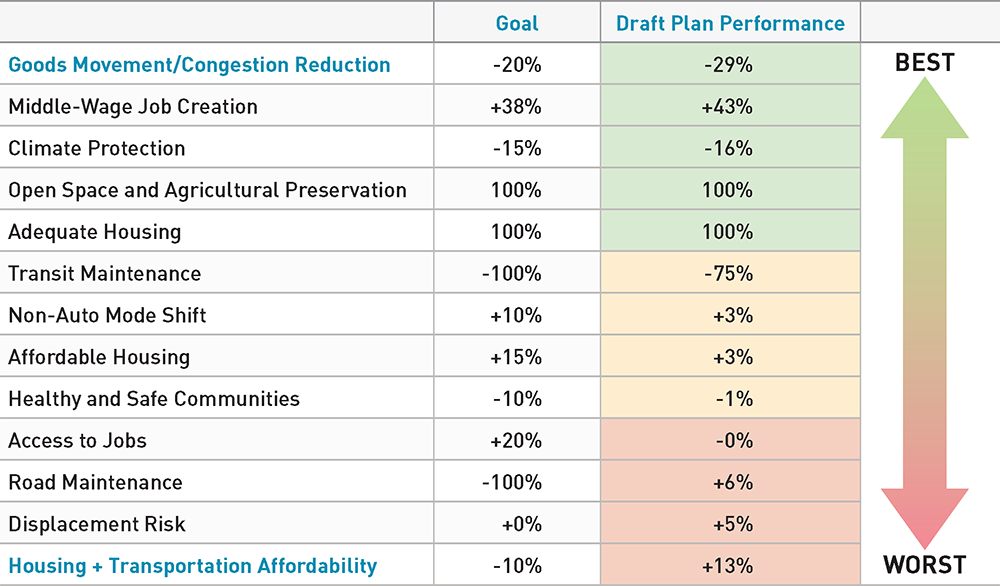 Goal Draft Plan Performance
Goods Movement/Congestion Reduction -20% -29% BEST
Middle-Wage Job Creation +38% +43%
Climate Protection -15% -16%
Open Space and Agricultural Preservation 100% 100%
Adequate Housing 100% 100%
Transit Maintenance -100% -75%
Non-Auto Mode Shift +10% +3%
Affordable Housing +15% +3%
Healthy and Safe Communities -10% -1%
Access to Jobs +20% -0%
Road Maintenance -100% +6%
Displacement Risk +0% +5%
Housing + Transportation Affordability -10% +13% WORST